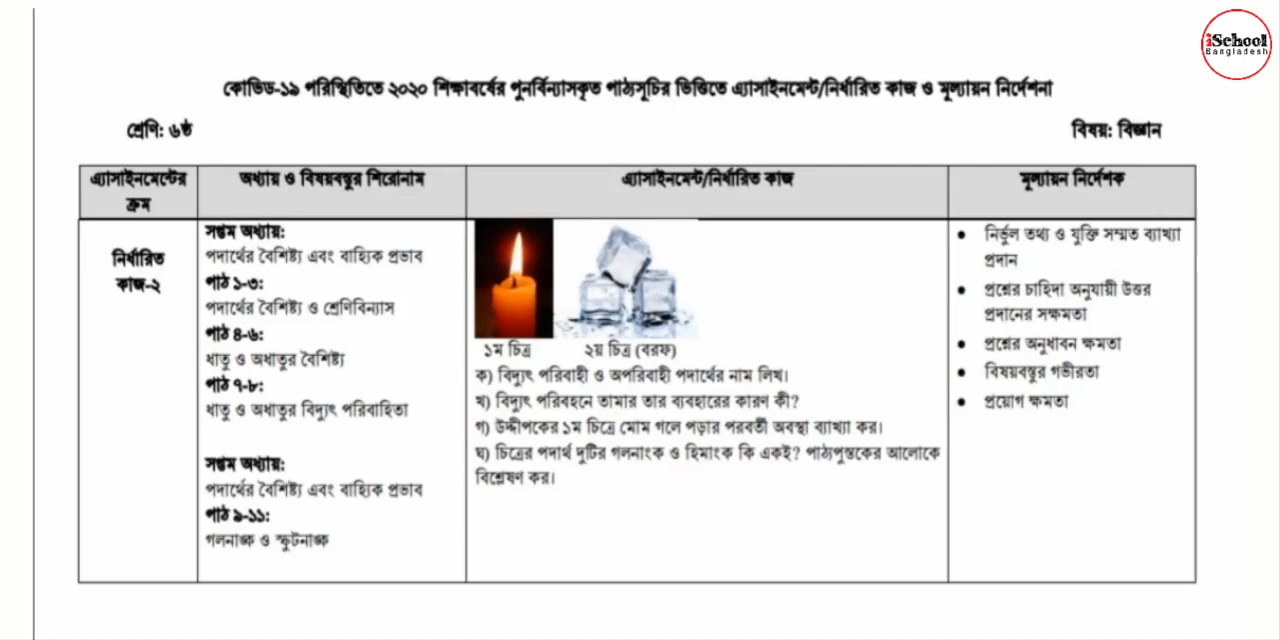 iSchool
Bangladesh
কোভিড-১৯ পরিস্থিতিতে ২০২০ শিক্ষাবর্ষের পুনর্বিন্যাসকৃত পাঠ্যসূচির ভিত্তিতে এ্যাসাইনমেন্ট/নির্ধারিত কাজ ও মূল্যায়ন নির্দেশনা
শ্রেণি: ৬ষ্ঠ
বিষয়: বিজ্ঞান
এ্যাসাইনমেন্টের
ক্রম
অধ্যায় ও বিষয়বস্তুর শিরোনাম
এ্যাসাইনমেন্ট/নির্ধারিত কাজ
মূল্যায়ন নির্দেশক
নির্ধারিত
কাজ-২
সপ্তম অধ্যায়:
পদার্থের বৈশিষ্ট্য এবং বাহ্যিক প্রভাব
পাঠ ১-৩:
পদার্থের বৈশিষ্ট্য ও শ্রেণিবিন্যাস
পাঠ ৪-৬:
ধাতু ও অধাতুর বৈশিষ্ট্য
পাঠ ৭-৮:
ধাতু ও অধাতুর বিদ্যুৎ পরিবাহিতা
সপ্তম অধ্যায়:
পদার্থের বৈশিষ্ট্য এবং বাহ্যিক প্রভাব
পাঠ ৯-১১:
গলনাঙ্ক ও স্ফুটনাঙ্ক
১ম চিত্র
২য় চিত্র (বরফ)
ক) বিদ্যুৎ পরিবাহী ও অপরিবাহী পদার্থের নাম লিখ।
খ) বিদ্যুৎ পরিবহনে তামার তার ব্যবহারের কারণ কী?
গ) উদ্দীপকের ১ম চিত্রে মোম গলে পড়ার পরবর্তী অবস্থা ব্যাখ্যা কর।
ঘ) চিত্রের পদার্থ দুটির গলনাংক ও হিমাংক কি একই? পাঠ্যপুস্তকের আলোকে
বিশ্লেষণ কর।
• নির্ভুল তথ্য ও যুক্তি সম্মত ব্যাখ্যা
প্রদান
• প্রশ্নের চাহিদা অনুযায়ী উত্তর
প্রদানের সক্ষমতা
• প্রশ্নের অনুধাবন ক্ষমতা
• বিষয়বস্তুর গভীরতা
• প্রয়োগ ক্ষমতা